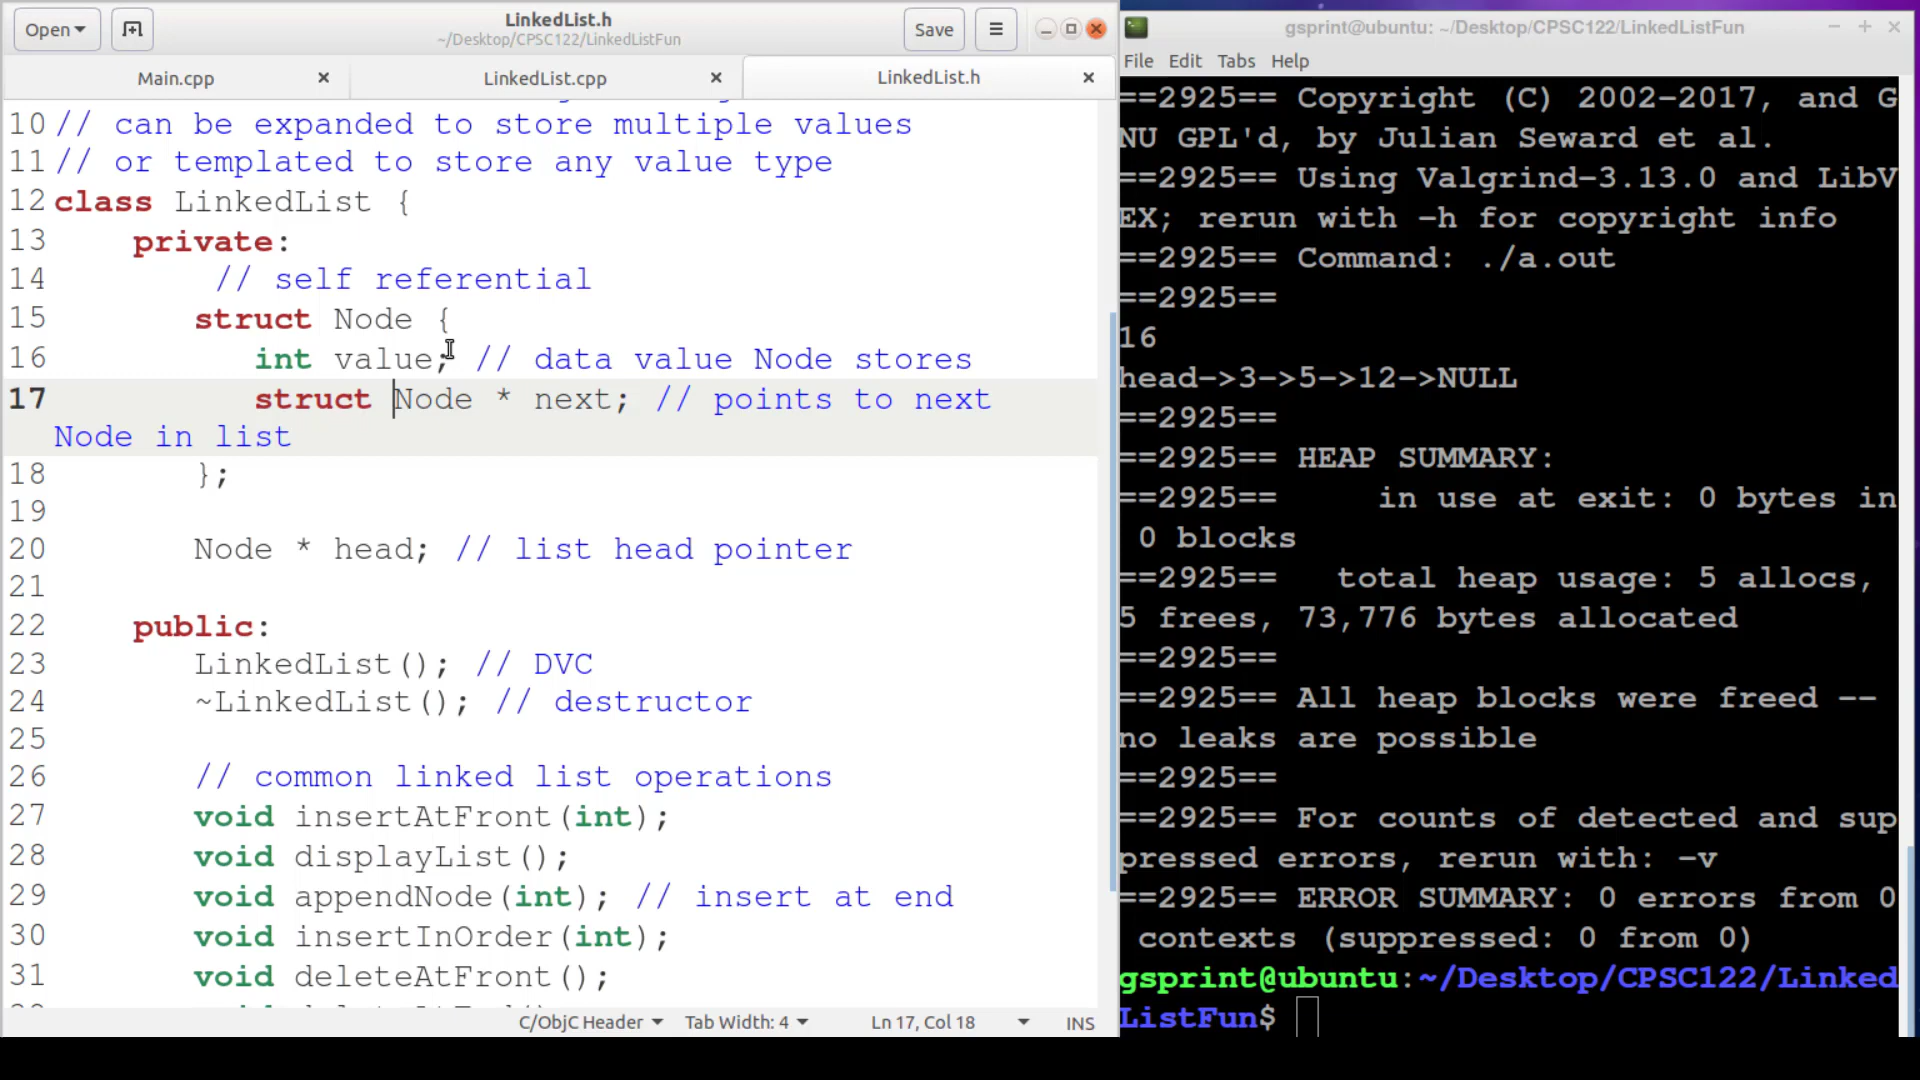 Open
LinkedList.h
~/Desktop/CPSC122/LinkedListFun
Save
Main.cpp
LinkedList.cpp
LinkedList.h
10 // can be expanded to store multiple values
11 // or templated to store any value type
12 class LinkedList {
13 private:
14 // self referential
15 struct Node {
16 int value; // data value Node stores
17 struct Node * next; // points to next
Node in list
18 };
19
20 Node * head; // list head pointer
21
22 public:
23 LinkedList(); // DVC
24 ~LinkedList(); // destructor
25
26 // common linked list operations
27 void insertAtFront(int);
28 void displayList();
29 void appendNode(int); // insert at end
30 void insertInOrder(int);
31 void deleteAtFront();
C/ObjC Header
Tab Width: 4
Ln 17, Col 18
INS
gsprint@ubuntu: ~/Desktop/CPSC122/LinkedListFun
File Edit Tabs Help
==2925== Copyright (C) 2002-2017, and G
NU GPL'd, by Julian Seward et al.
==2925== Using Valgrind-3.13.0 and LibV
EX; rerun with -h for copyright info
==2925== Command: ./a.out
==2925==
16
head->3->5->12->NULL
==2925==
==2925== HEAP SUMMARY:
==2925==     in use at exit: 0 bytes in
 0 blocks
==2925==   total heap usage: 5 allocs,
5 frees, 73,776 bytes allocated
==2925==
==2925== All heap blocks were freed --
no leaks are possible
==2925==
==2925== For counts of detected and sup
pressed errors, rerun with: -v
==2925== ERROR SUMMARY: 0 errors from 0
 contexts (suppressed: 0 from 0)
gsprint@ubuntu:~/Desktop/CPSC122/Linked
ListFun$